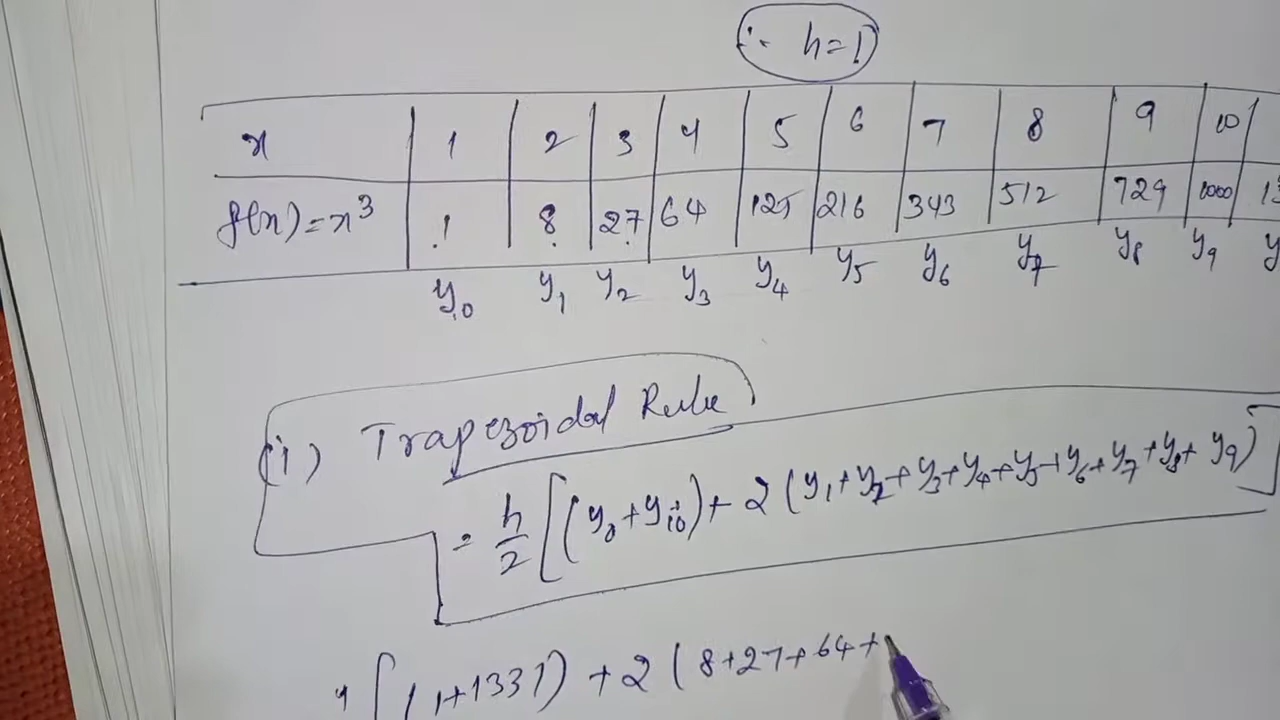 ∴ h=1
x 1 2 3 4 5 6 7 8 9 10
f(x)=x³ 1 8 27 64 125 216 343 512 729 1000
y₀ y₁ y₂ y₃ y₄ y₅ y₆ y₇ y₈ y₉ y
(i) Trapezoidal Rule
= h/2 [(y₀+y₁₀)+2(y₁+y₂+y₃+y₄+y₅+y₆+y₇+y₈+y₉)]
[(1+1331)+2(8+27+64+